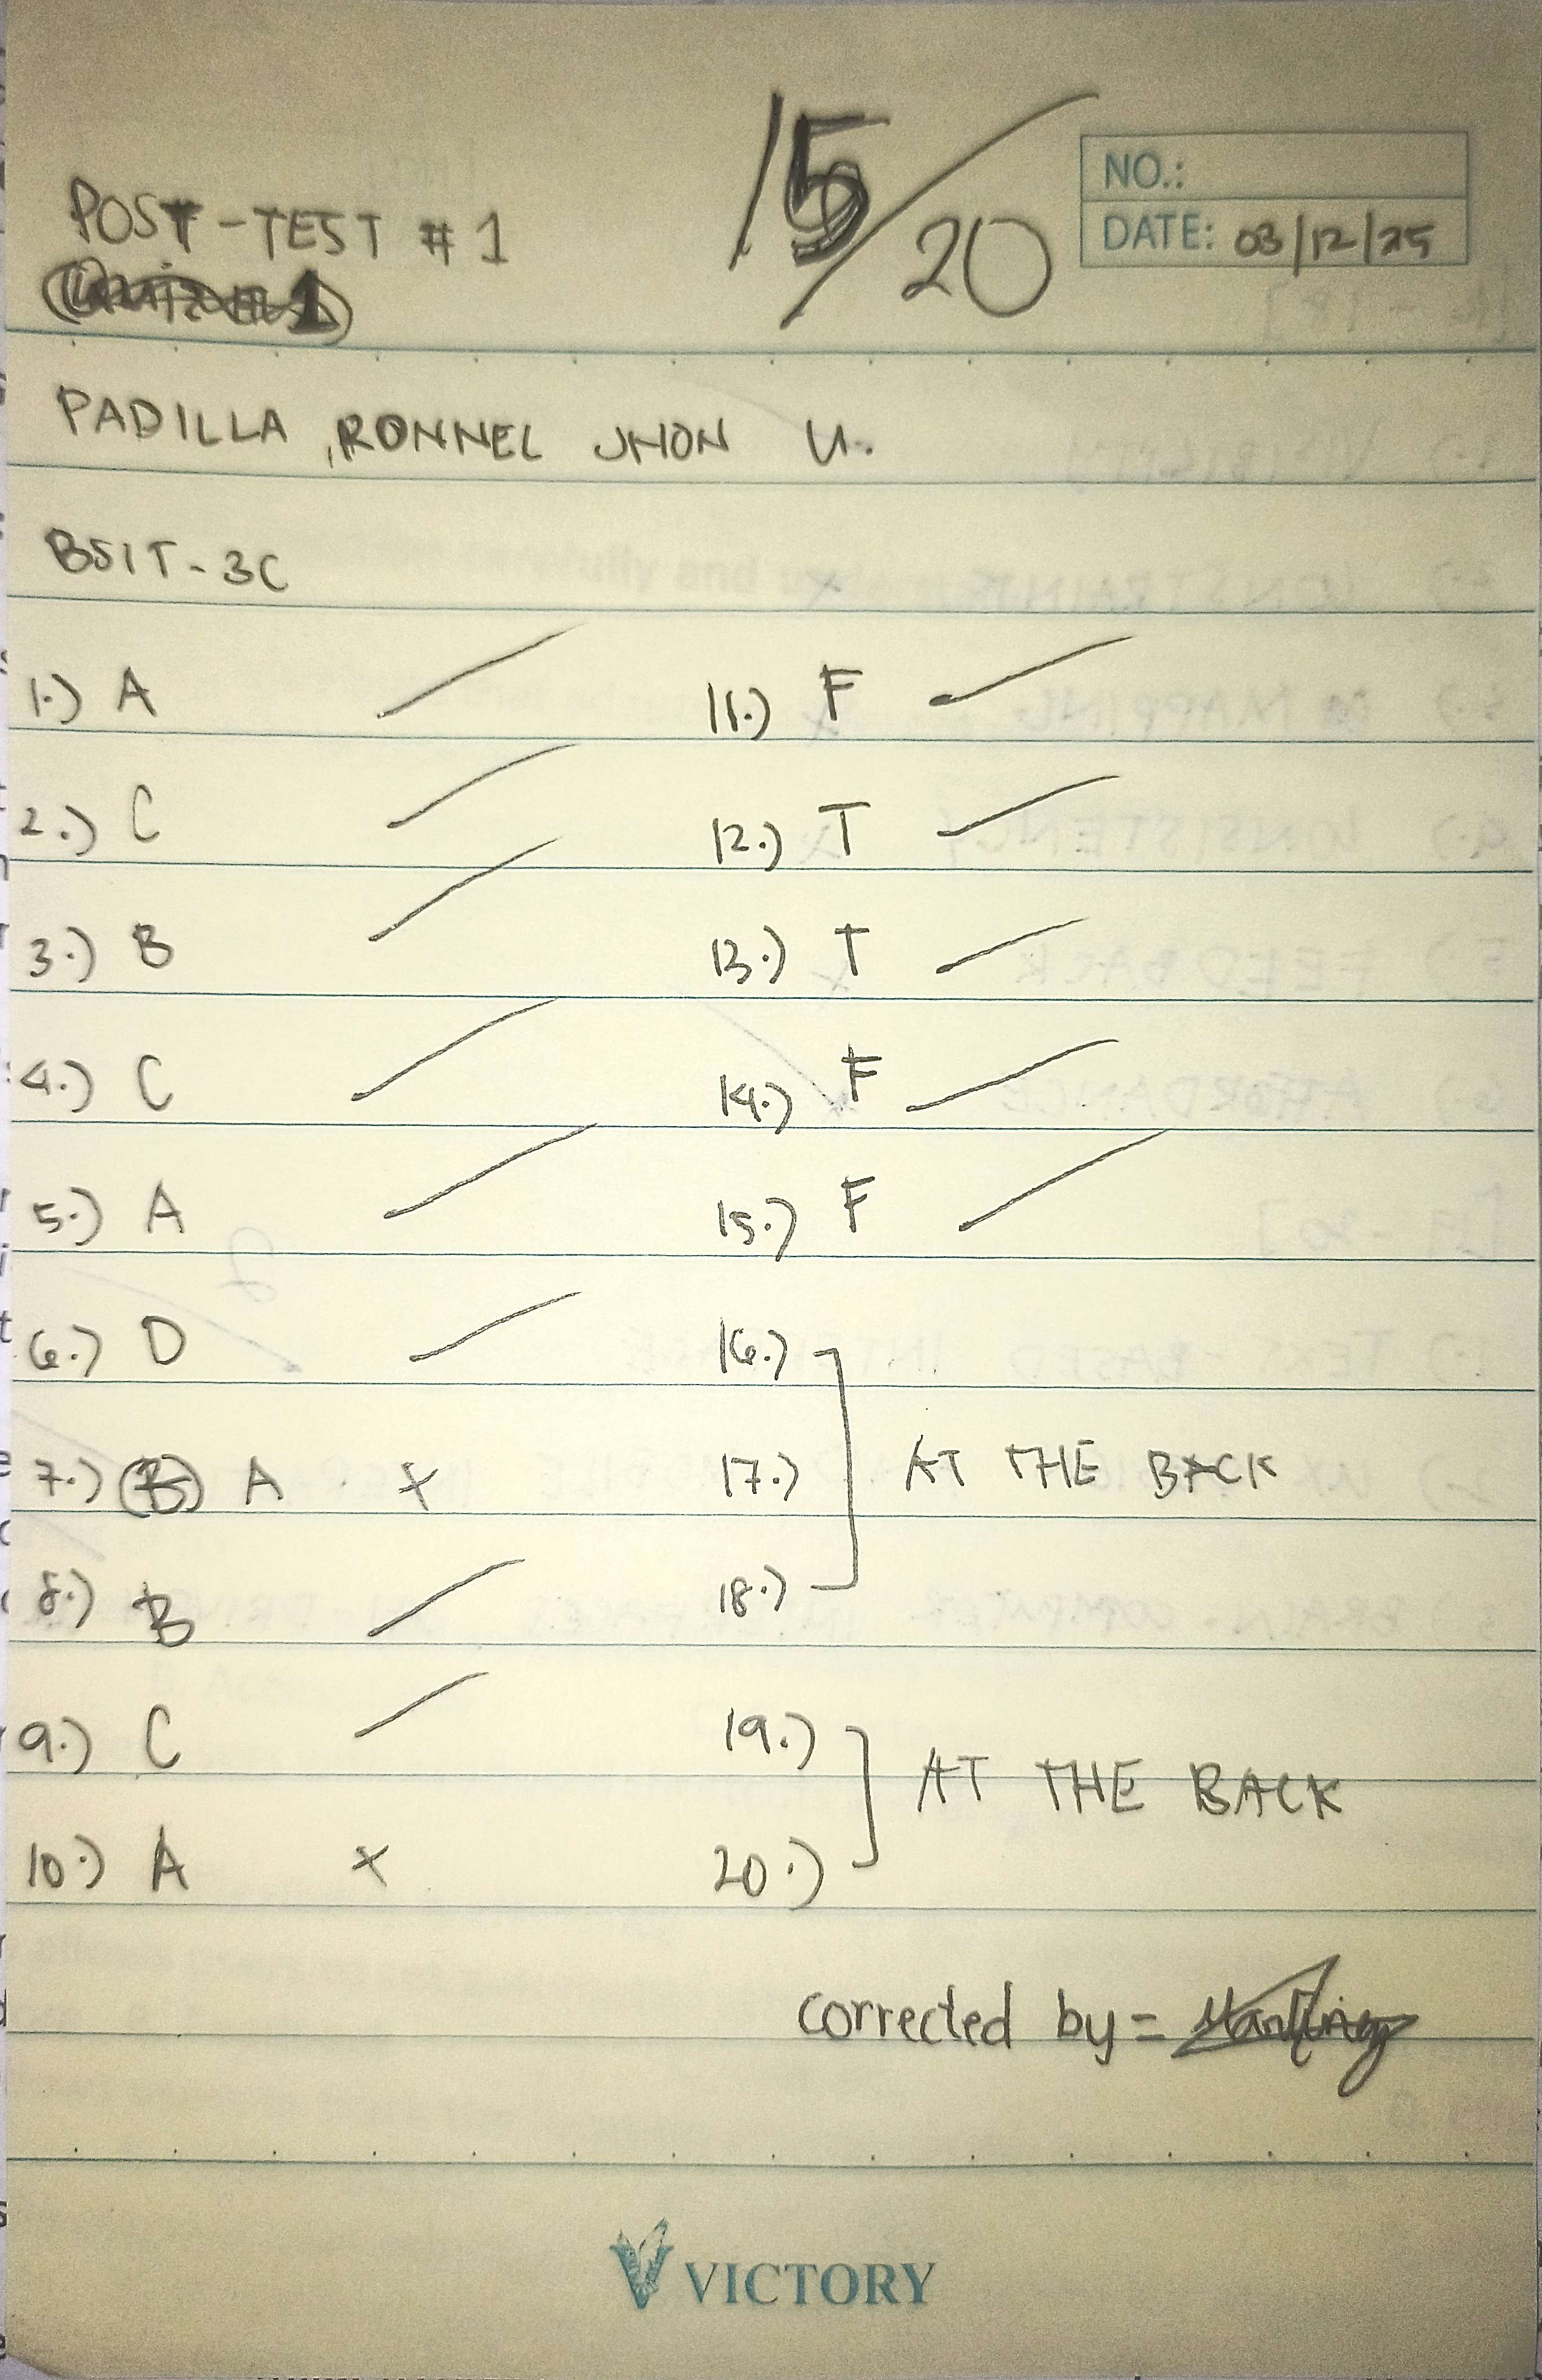 15/20
NO.:
DATE: 03/12/25
POST-TEST #1
PADILLA, RONNEL JHON U.
BSIT-3C
1.) A
2.) C
3.) B
4.) C
5.) A
6.) D
7.) (B) A x
8.) B
9.) C
10.) A x
11.) F
12.) T
13.) T
14.) F
15.) F
16.)
17.) AT THE BACK
18.)
19.)
AT THE BACK
20.)
corrected by =
VICTORY